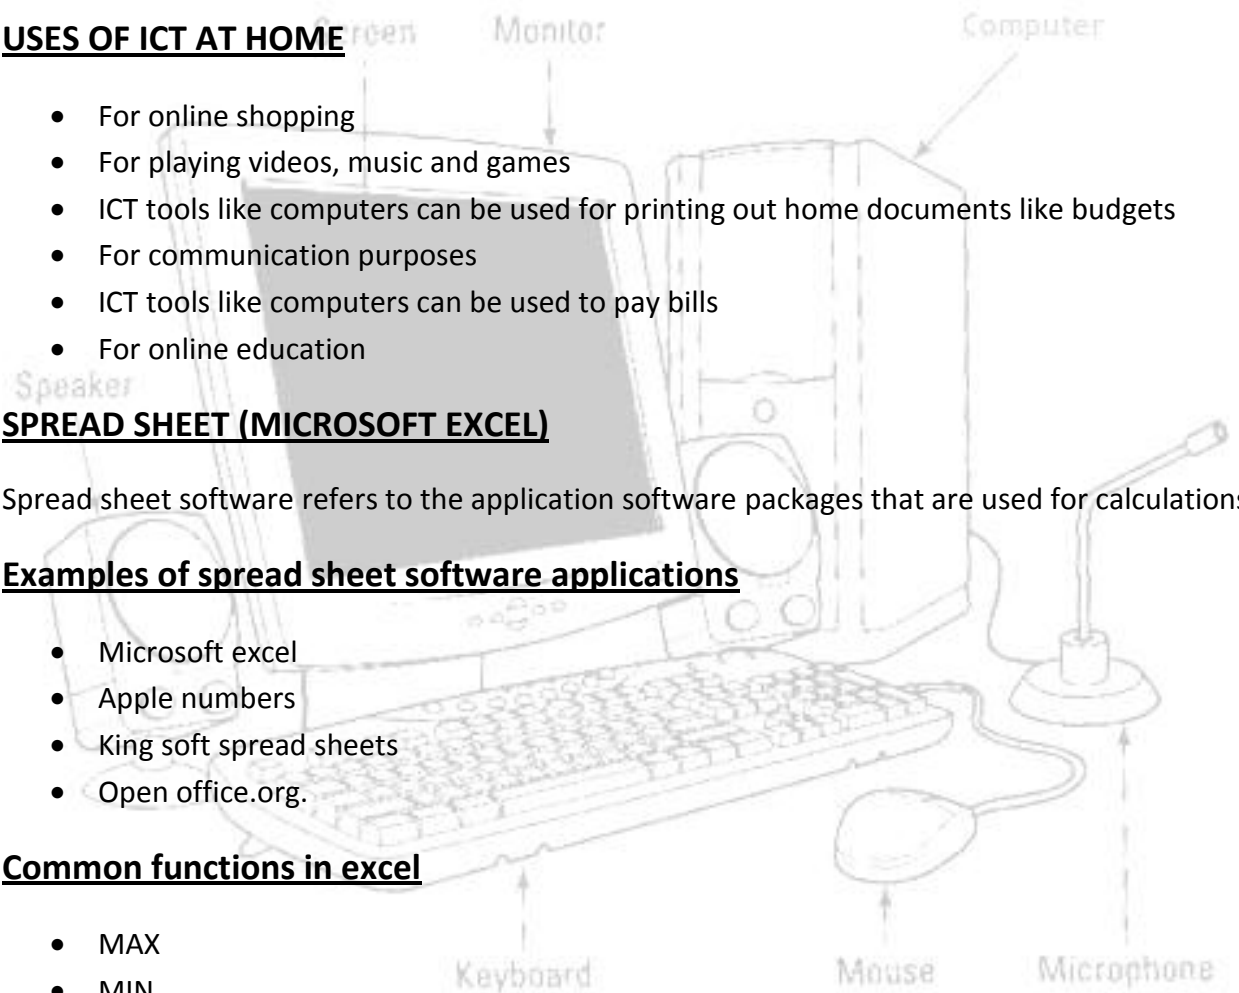 Screen Monitor Computer
USES OF ICT AT HOME
• For online shopping
• For playing videos, music and games
• ICT tools like computers can be used for printing out home documents like budgets
• For communication purposes
• ICT tools like computers can be used to pay bills
• For online education
Speaker
SPREAD SHEET (MICROSOFT EXCEL)
Spread sheet software refers to the application software packages that are used for calculations
Examples of spread sheet software applications
• Microsoft excel
• Apple numbers
• King soft spread sheets
• Open office.org.
Common functions in excel
• MAX
Keyboard Mouse Microphone
• MIN